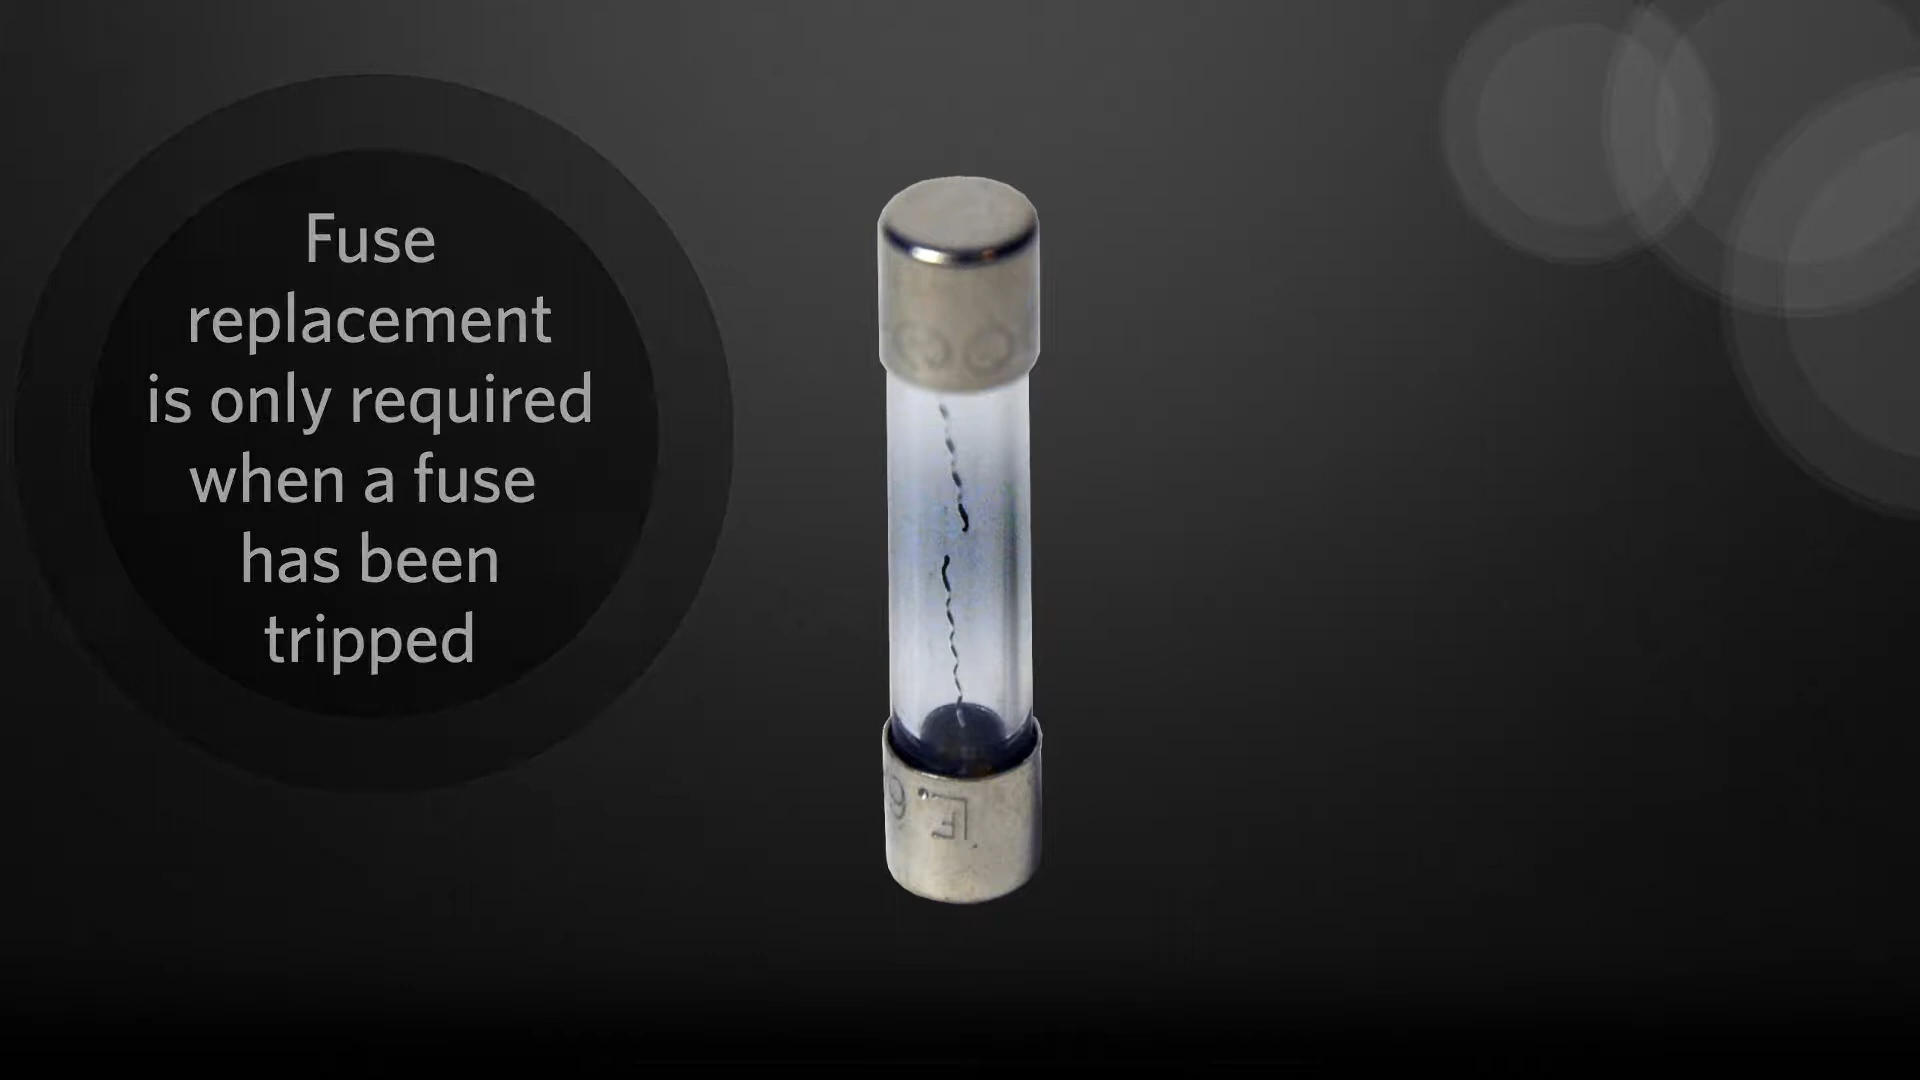 Fuse
replacement
is only required
when a fuse
has been
tripped